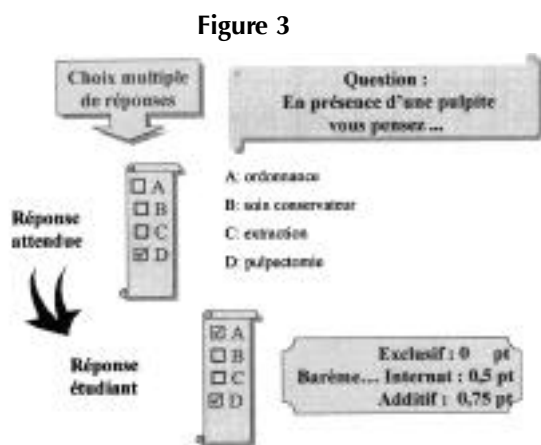 Figure 3
Choix multiple
de réponses
Question :
En présence d'une pulpite
vous pensez ...
A: ordonnance
B: soin conservateur
C: extraction
D: pulpectomie
☐ A
☐ B
☐ C
☑ D
Réponse
attendue
Réponse
étudiant
☑ A
☐ B
☐ C
☑ D
Exclusif : 0 pt
Barème... Internat : 0,5 pt
Additif : 0,75 pt